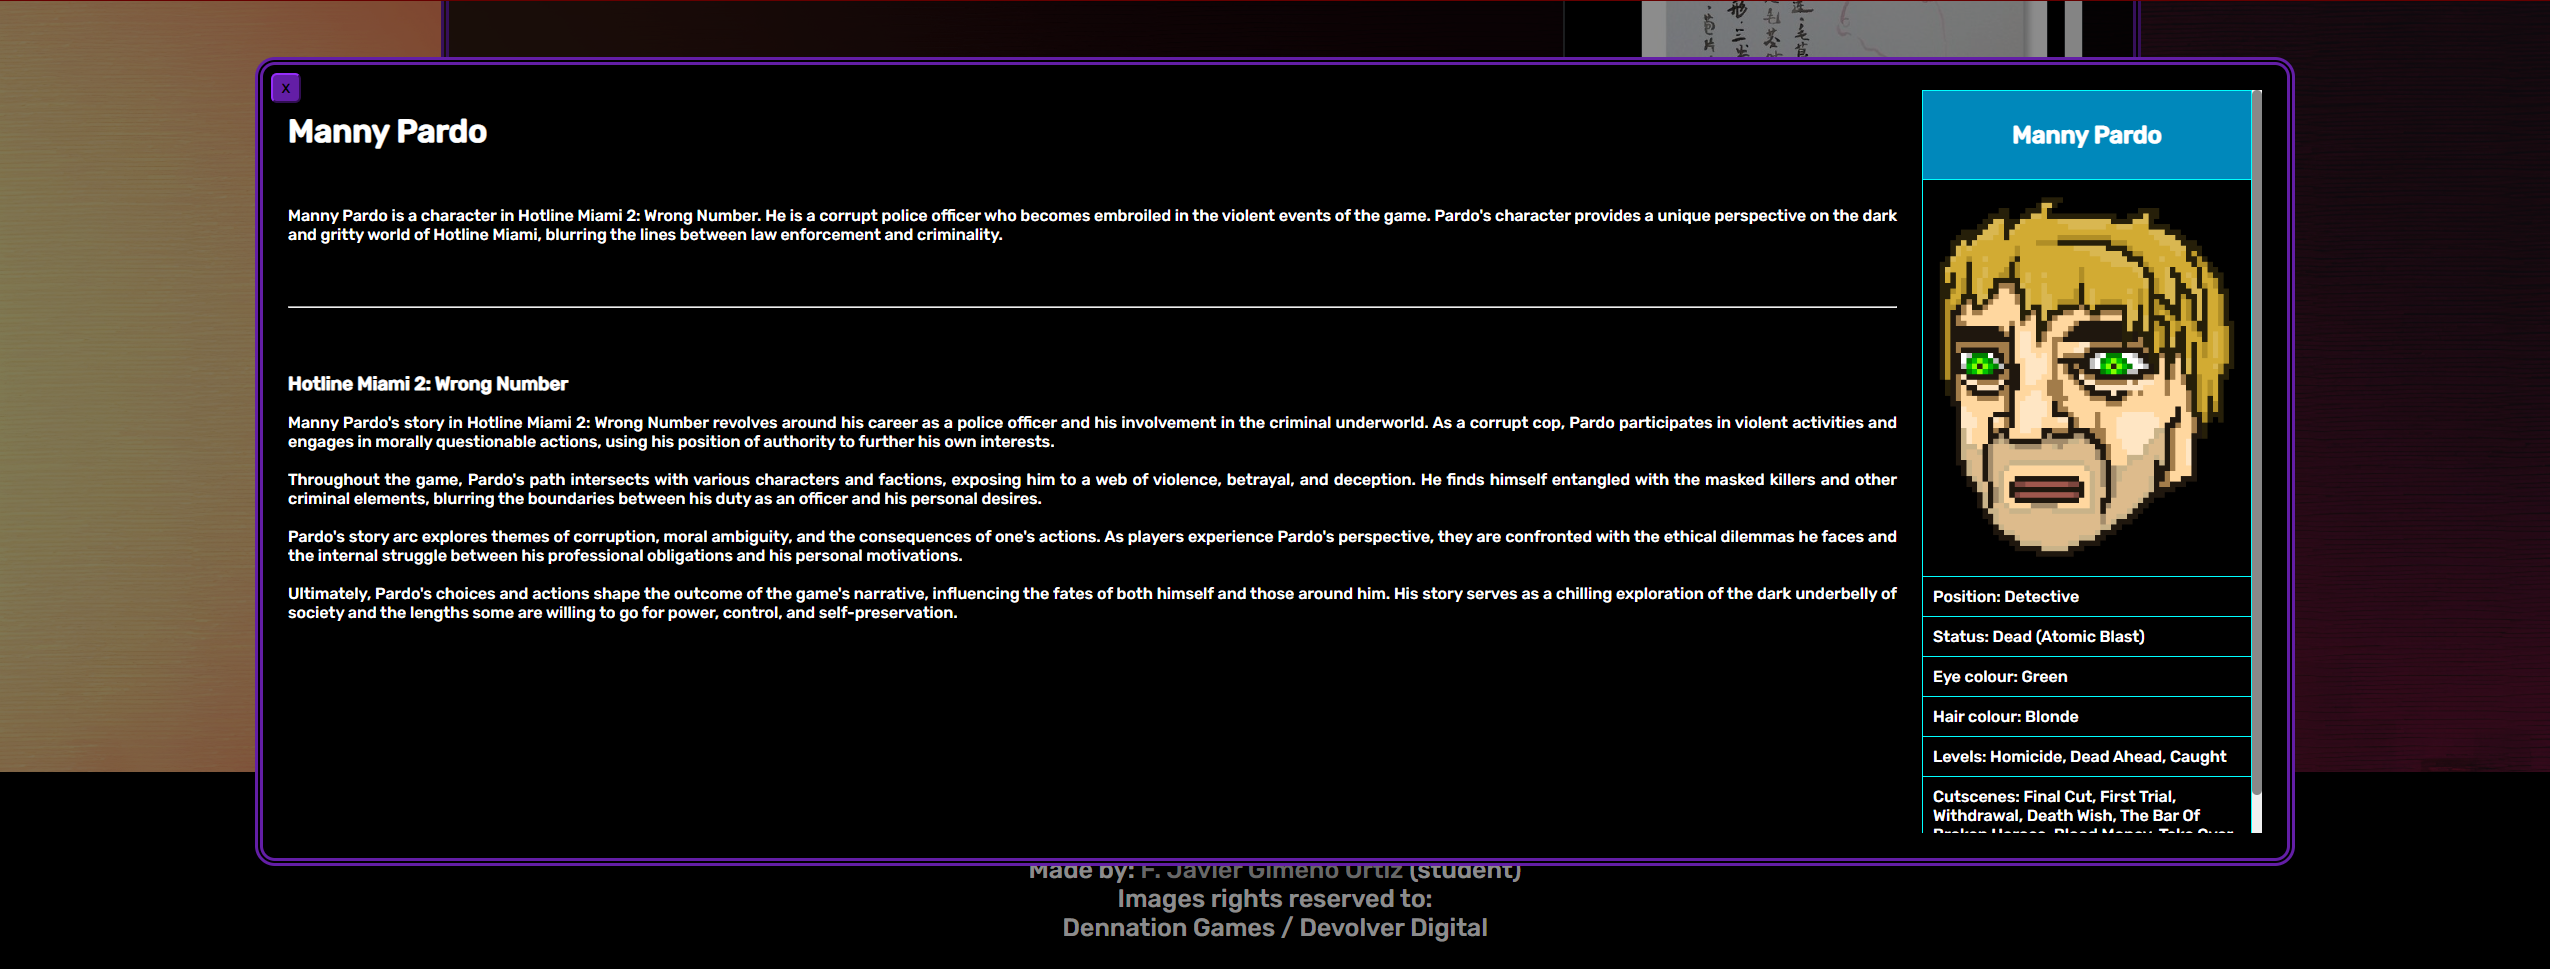 形 三 毛 茗 連 毛 莒
x
Manny Pardo
Manny Pardo is a character in Hotline Miami 2: Wrong Number. He is a corrupt police officer who becomes embroiled in the violent events of the game. Pardo's character provides a unique perspective on the dark
and gritty world of Hotline Miami, blurring the lines between law enforcement and criminality.
Hotline Miami 2: Wrong Number
Manny Pardo's story in Hotline Miami 2: Wrong Number revolves around his career as a police officer and his involvement in the criminal underworld. As a corrupt cop, Pardo participates in violent activities and
engages in morally questionable actions, using his position of authority to further his own interests.
Throughout the game, Pardo's path intersects with various characters and factions, exposing him to a web of violence, betrayal, and deception. He finds himself entangled with the masked killers and other
criminal elements, blurring the boundaries between his duty as an officer and his personal desires.
Pardo's story arc explores themes of corruption, moral ambiguity, and the consequences of one's actions. As players experience Pardo's perspective, they are confronted with the ethical dilemmas he faces and
the internal struggle between his professional obligations and his personal motivations.
Ultimately, Pardo's choices and actions shape the outcome of the game's narrative, influencing the fates of both himself and those around him. His story serves as a chilling exploration of the dark underbelly of
society and the lengths some are willing to go for power, control, and self-preservation.
Manny Pardo
Position: Detective
Status: Dead (Atomic Blast)
Eye colour: Green
Hair colour: Blonde
Levels: Homicide, Dead Ahead, Caught
Cutscenes: Final Cut, First Trial,
Withdrawal, Death Wish, The Bar Of
Broken Heroes, Blood Money, Take Over
Made by: F. Javier Gimeno Ortiz (student)
Images rights reserved to:
Dennation Games / Devolver Digital